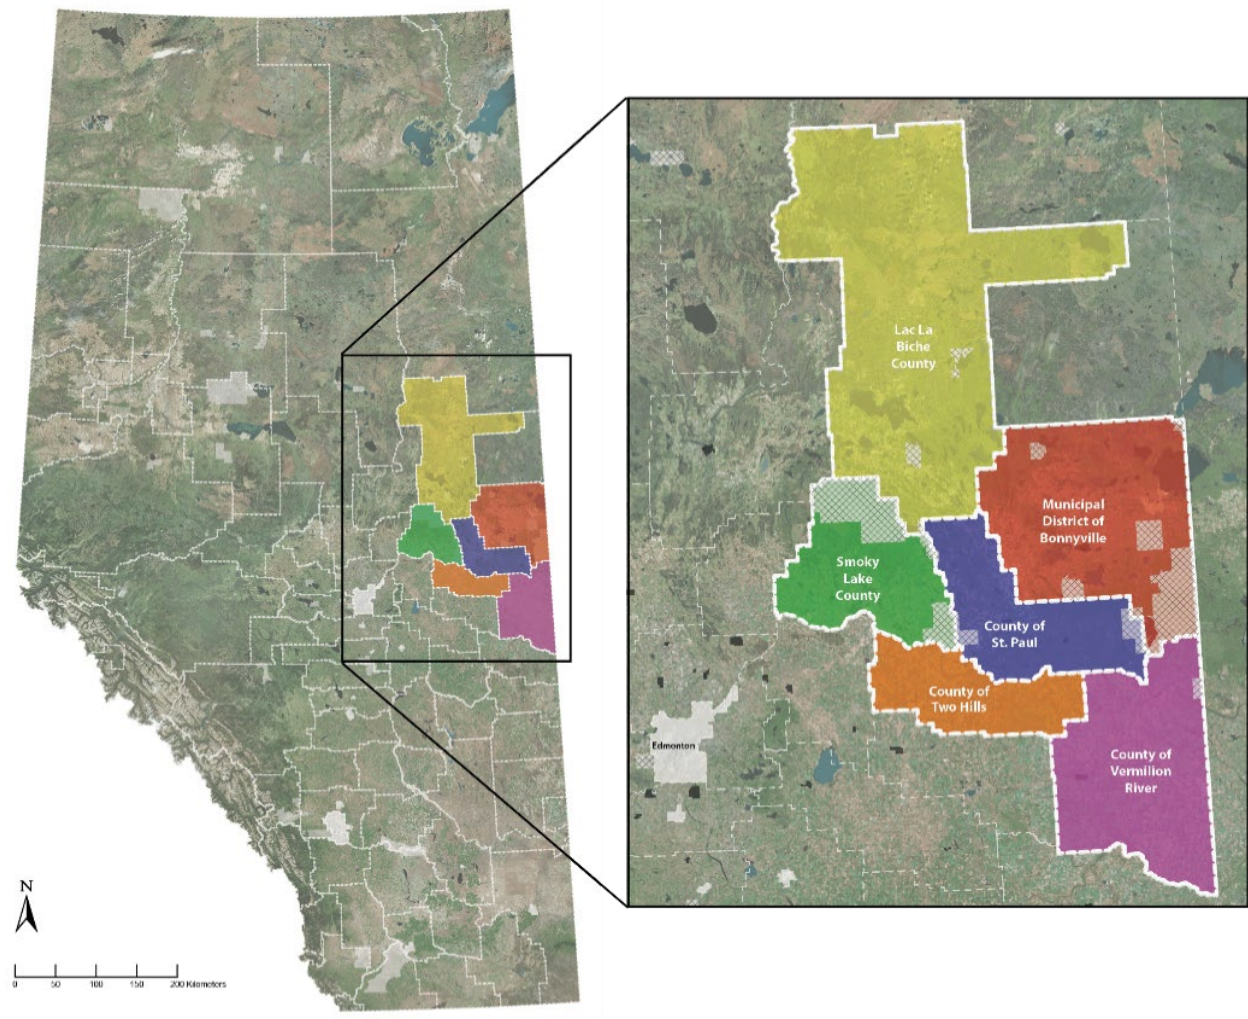 Lac La
Biche
County
Municipal
District of
Bonnyville
Smoky
Lake
County
County of
St. Paul
County of
Two Hills
Edmonton
County of
Vermilion
River
N
0 50 100 150 200 Kilometers